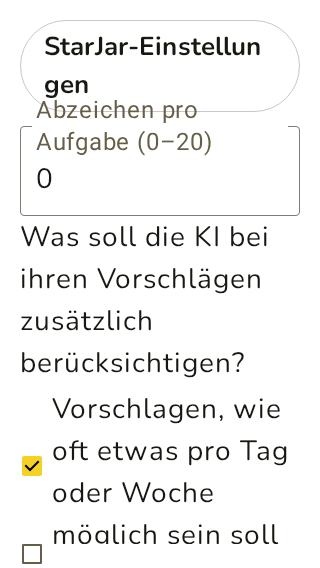 StarJar-Einstellun
gen
Abzeichen pro
Aufgabe (0–20)
0
Was soll die KI bei
ihren Vorschlägen
zusätzlich
berücksichtigen?
Vorschlagen, wie
oft etwas pro Tag
oder Woche
möglich sein soll